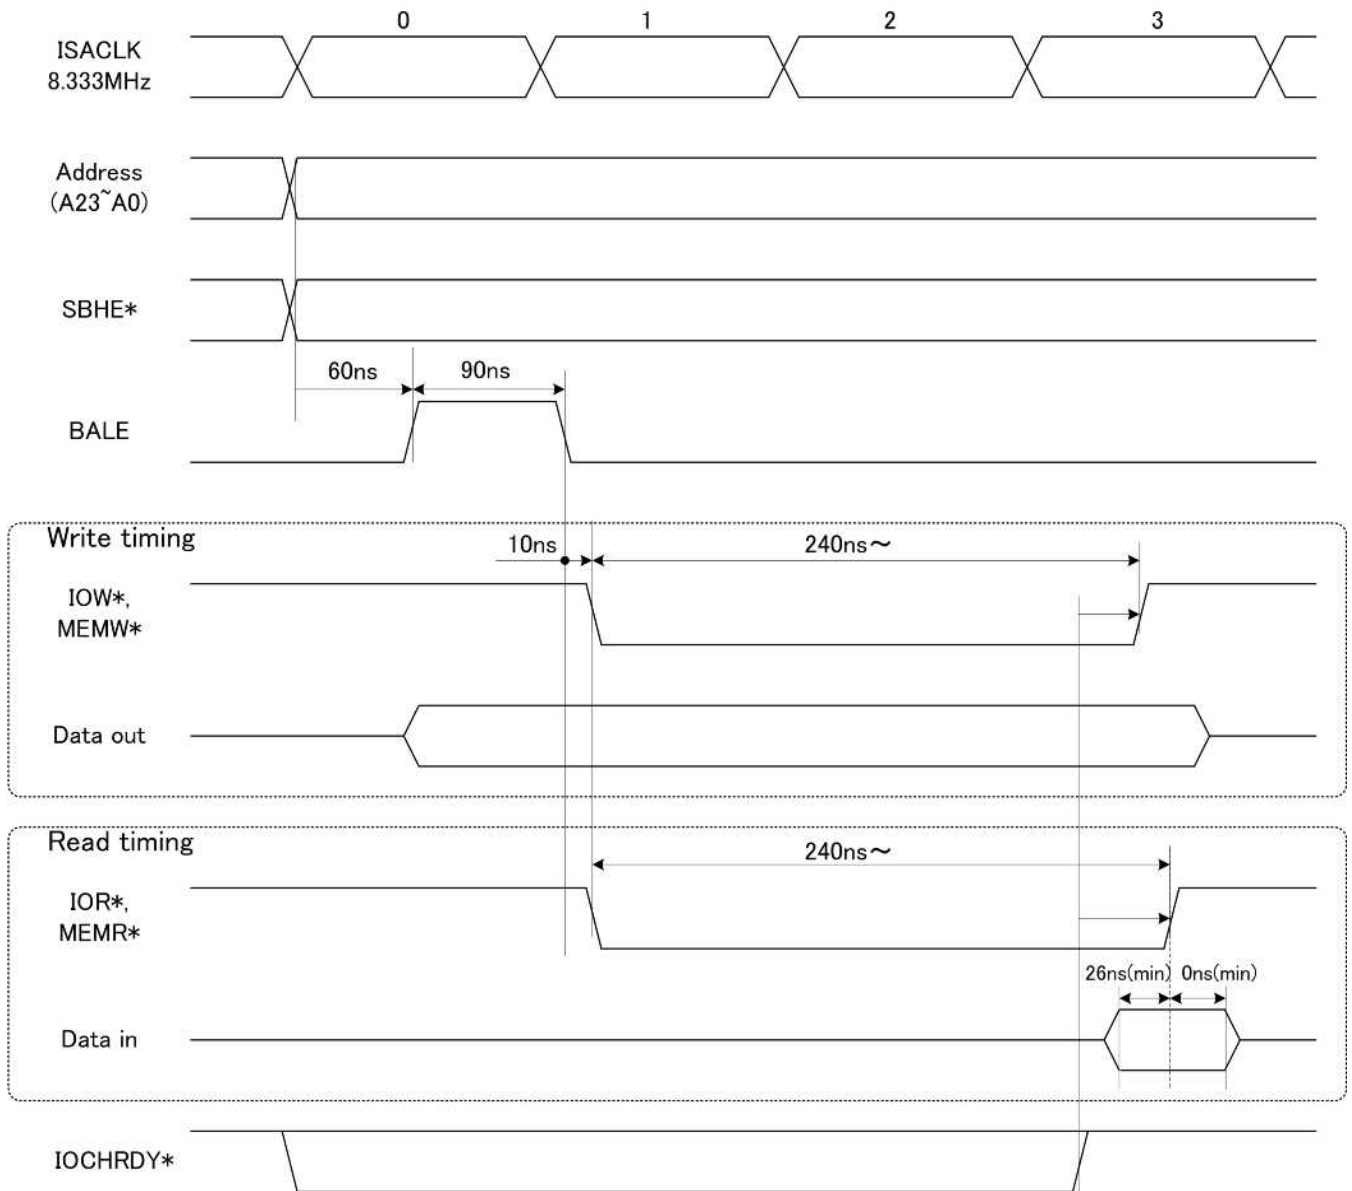 0 1 2 3
ISACLK
8.333MHz
Address
(A23~A0)
SBHE*
60ns 90ns
BALE
Write timing
10ns 240ns～
IOW*,
MEMW*
Data out
Read timing
240ns～
IOR*,
MEMR*
26ns(min) 0ns(min)
Data in
IOCHRDY*